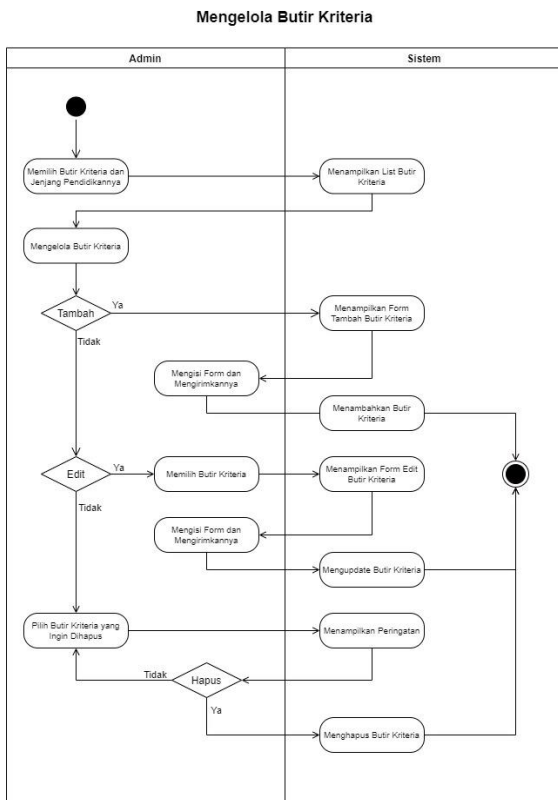 Mengelola Butir Kriteria
Admin
Sistem
Memilih Butir Kriteria dan
Jenjang Pendidikannya
Menampilkan List Butir
Kriteria
Mengelola Butir Kriteria
Tambah
Ya
Tidak
Menampilkan Form
Tambah Butir Kriteria
Mengisi Form dan
Mengirimkannya
Menambahkan Butir
Kriteria
Edit
Ya
Tidak
Memilih Butir Kriteria
Menampilkan Form Edit
Butir Kriteria
Mengisi Form dan
Mengirimkannya
Mengupdate Butir Kriteria
Pilih Butir Kriteria yang
Ingin Dihapus
Menampilkan Peringatan
Tidak
Hapus
Ya
Menghapus Butir Kriteria